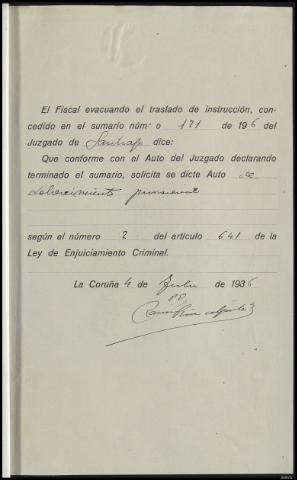 El Fiscal evacuando el traslado de instrucción, con-
cedido en el sumario núm. o 171 de 19 6 del
Juzgado de Santiago dice:
Que conforme con el Auto del Juzgado declarando
terminado el sumario, solicita se dicte Auto de
sobreseimiento provisional
según el número 2 del artículo 641 de la
Ley de Enjuiciamiento Criminal.
La Coruña 4 de Julio de 1936